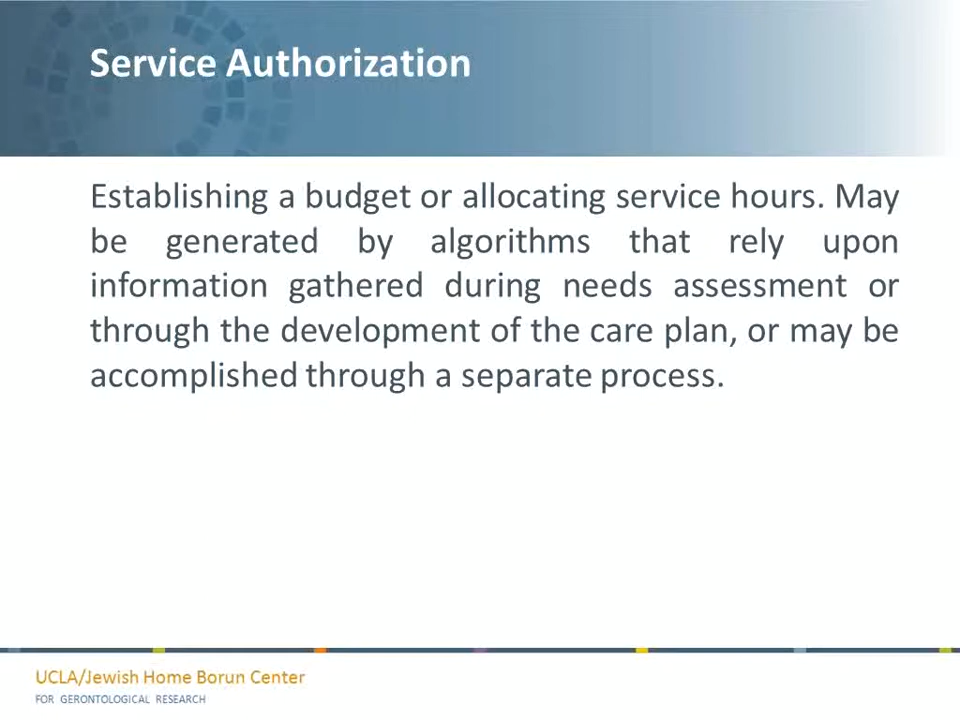 Service Authorization
Establishing a budget or allocating service hours. May
be generated by algorithms that rely upon
information gathered during needs assessment or
through the development of the care plan, or may be
accomplished through a separate process.
UCLA/Jewish Home Borun Center
FOR GERONTOLOGICAL RESEARCH